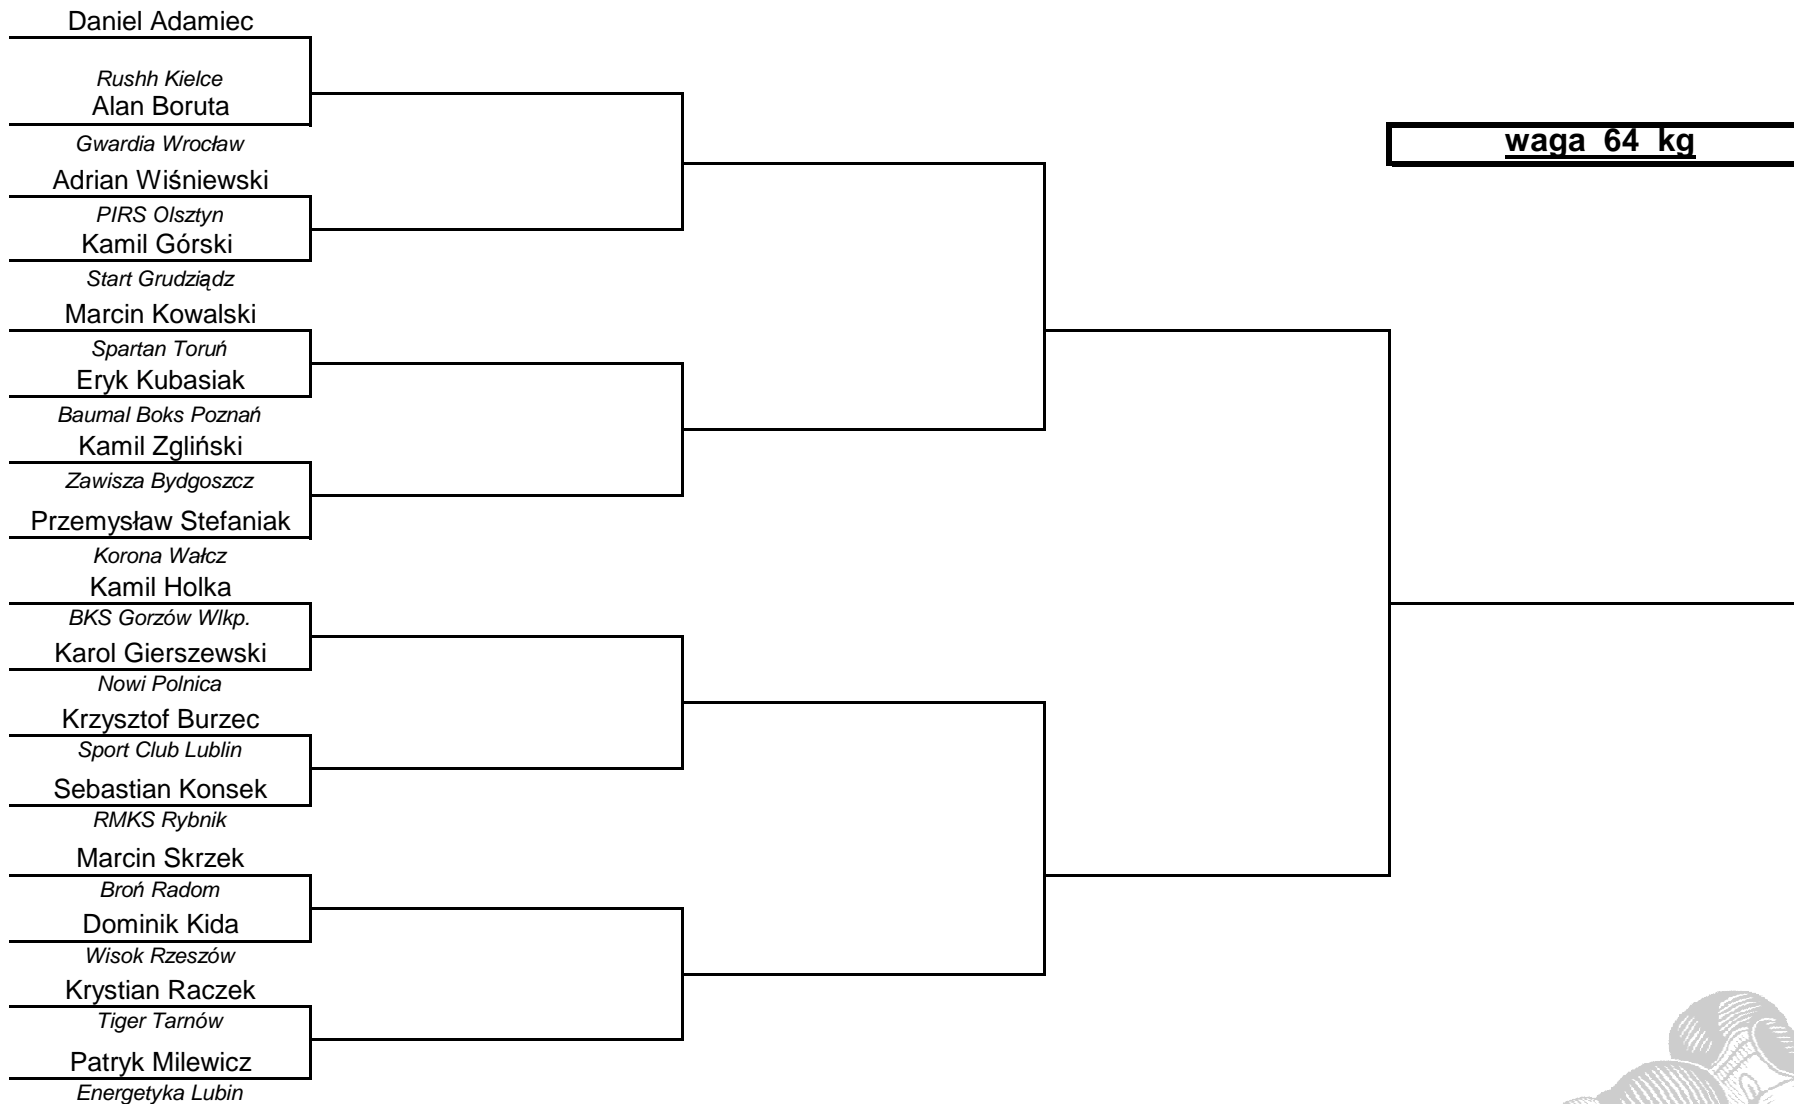 Daniel Adamiec
Rushh Kielce
Alan Boruta
waga 64 kg
Gwardia Wrocław
Adrian Wiśniewski
PIRS Olsztyn
Kamil Górski
Start Grudziądz
Marcin Kowalski
Spartan Toruń
Eryk Kubasiak
Baumal Boks Poznań
Kamil Zgliński
Zawisza Bydgoszcz
Przemysław Stefaniak
Korona Wałcz
Kamil Holka
BKS Gorzów Wlkp.
Karol Gierszewski
Nowi Polnica
Krzysztof Burzec
Sport Club Lublin
Sebastian Konsek
RMKS Rybnik
Marcin Skrzek
Broń Radom
Dominik Kida
Wisok Rzeszów
Krystian Raczek
Tiger Tarnów
Patryk Milewicz
Energetyka Lubin